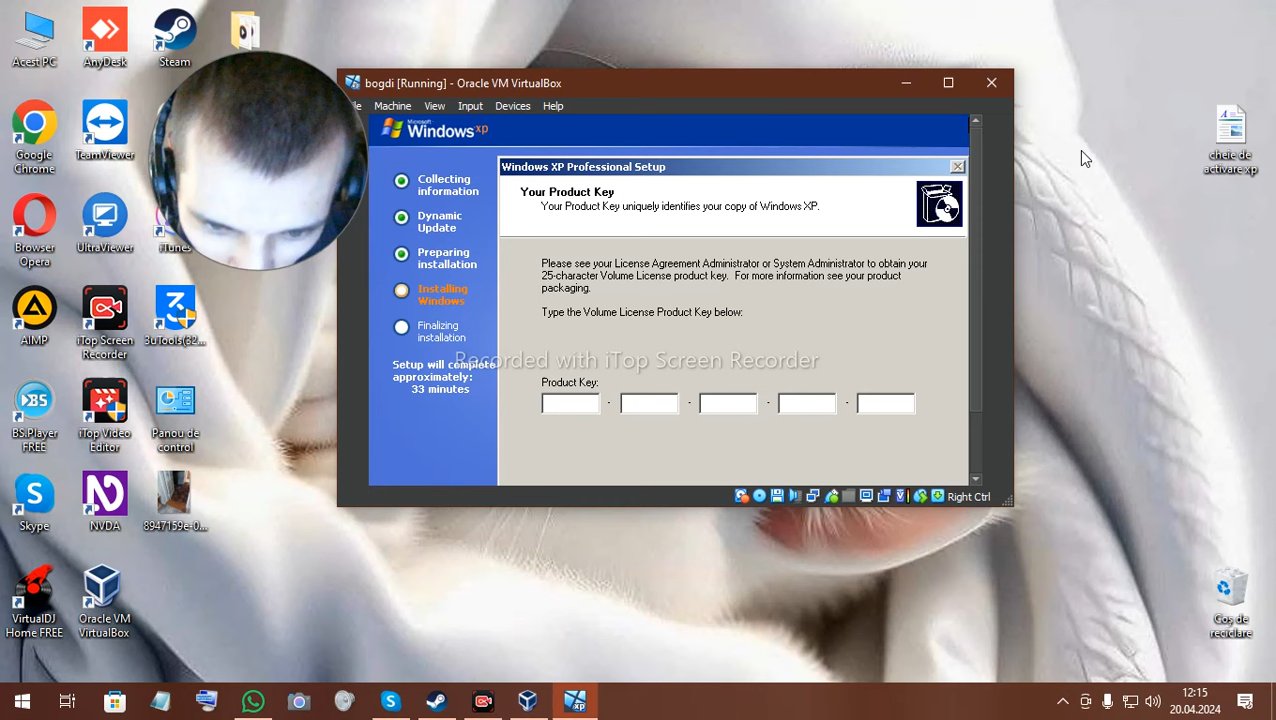 Acest PC
AnyDesk
Steam
Google
Chrome
TeamViewer
Browser
Opera
UltraViewer
iTunes
AIMP
iTop Screen
Recorder
3uTools(32...
BS.Player
FREE
iTop Video
Editor
Panou de
control
Skype
NVDA
8947159e-0...
VirtualDJ
Home FREE
Oracle VM
VirtualBox
bogdi [Running] - Oracle VM VirtualBox
Machine View Input Devices Help
Microsoft
Windows xp
Collecting
information
Dynamic
Update
Preparing
installation
Installing
Windows
Finalizing
installation
Setup will complete
approximately:
33 minutes
Windows XP Professional Setup
Your Product Key
Your Product Key uniquely identifies your copy of Windows XP.
Please see your License Agreement Administrator or System Administrator to obtain your
25-character Volume License product key. For more information see your product
packaging.
Type the Volume License Product Key below:
Recorded with iTop Screen Recorder
Product Key:
- - - -
Right Ctrl
cheie de
activare xp
Coș de
reciclare
xp
12:15
20.04.2024